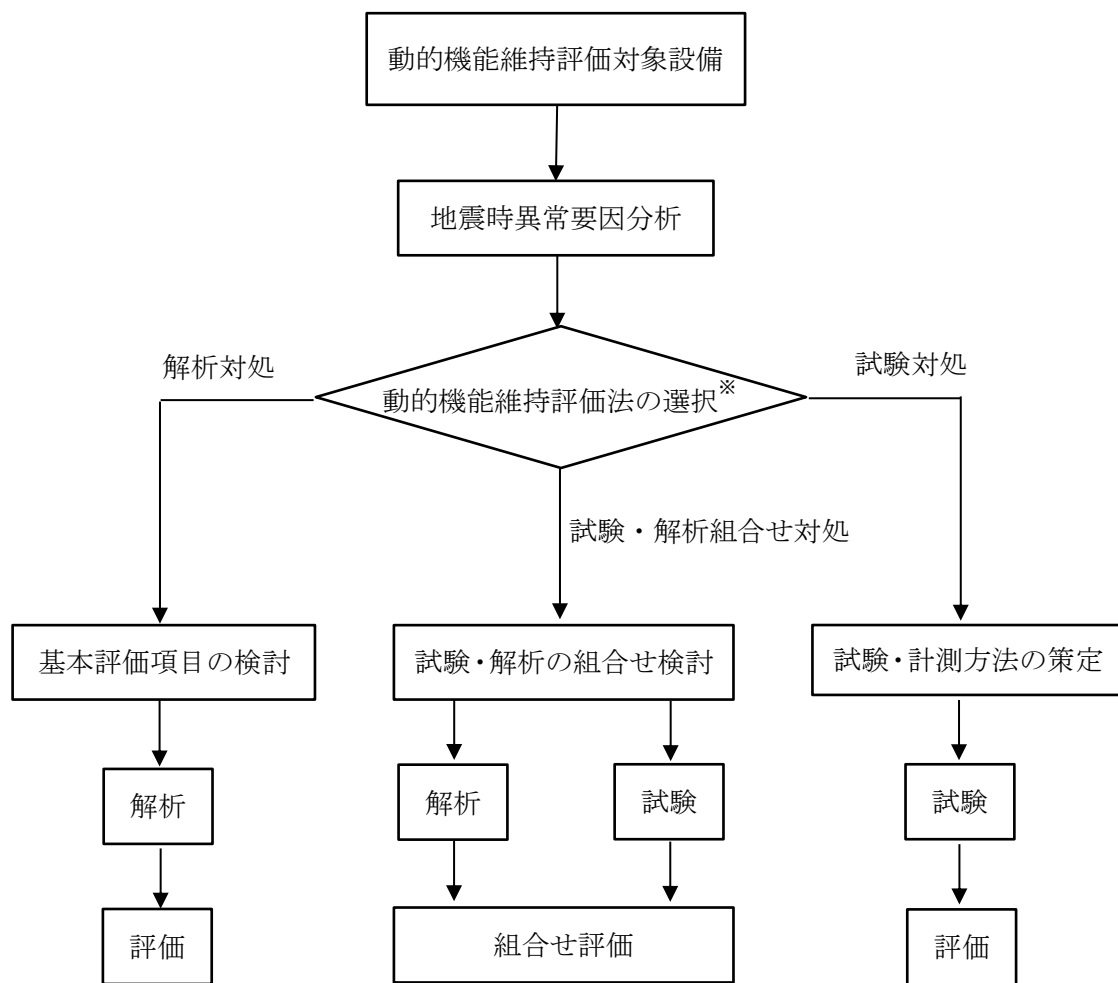 動的機能維持評価対象設備
地震時異常要因分析
解析対処
試験対処
動的機能維持評価法の選択※
試験・解析組合せ対処
基本評価項目の検討
試験・解析の組合せ検討
試験・計測方法の策定
解析
解析
試験
試験
評価
組合せ評価
評価